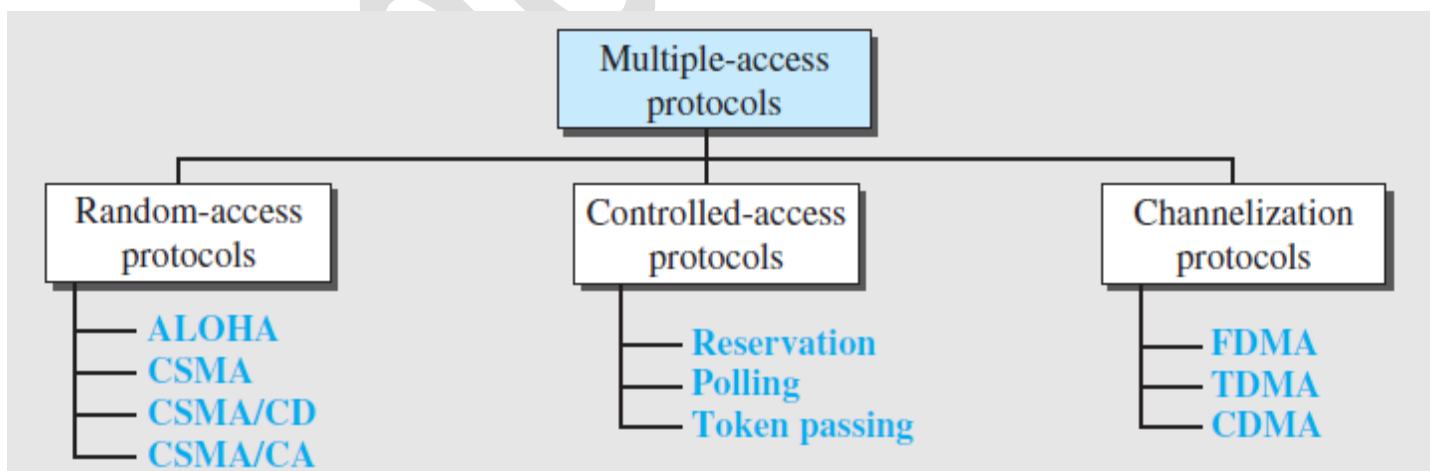 Multiple-access
protocols
Random-access
protocols
ALOHA
CSMA
CSMA/CD
CSMA/CA
Controlled-access
protocols
Reservation
Polling
Token passing
Channelization
protocols
FDMA
TDMA
CDMA